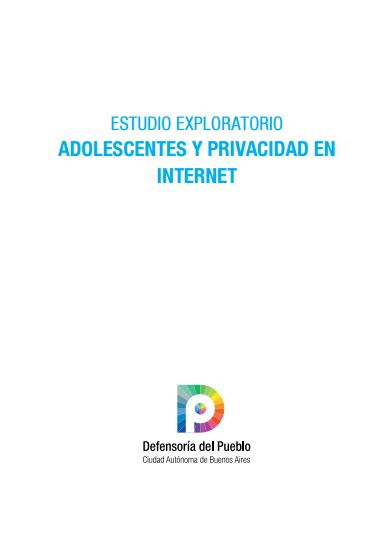 ESTUDIO EXPLORATORIO
ADOLESCENTES Y PRIVACIDAD EN
INTERNET
Defensoría del Pueblo
Ciudad Autónoma de Buenos Aires